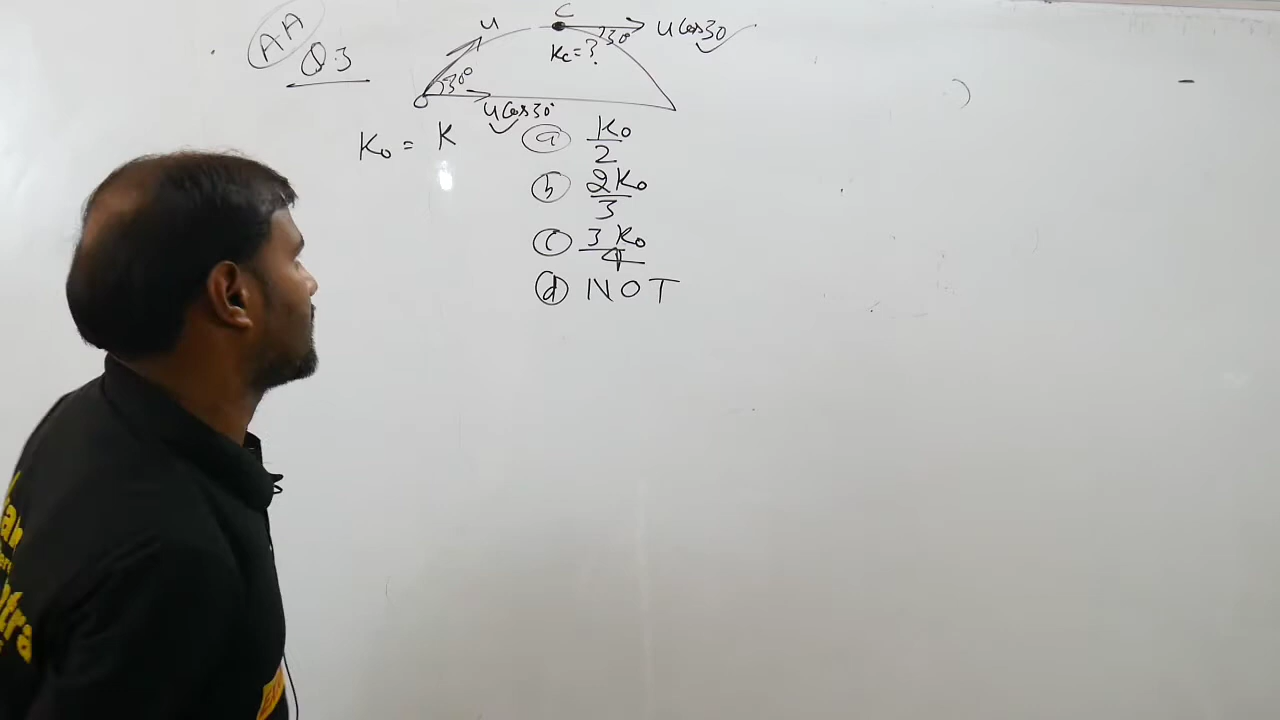 AA
Q.3
u
C
u cos30
30°
Kc = ?
30°
O
u cos30°
K₀ = K
(a) K₀/2
(b) 2K₀/3
(c) 3K₀/4
(d) NOT